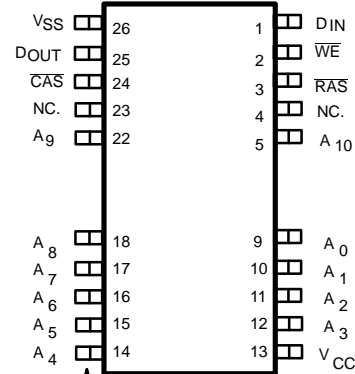 VSS 26 1 DIN
DOUT 25 2 WE
CAS 24 3 RAS
NC. 23 4 NC.
A9 22 5 A10
A8 18 9 A0
A7 17 10 A1
A6 16 11 A2
A5 15 12 A3
A4 14 13 VCC